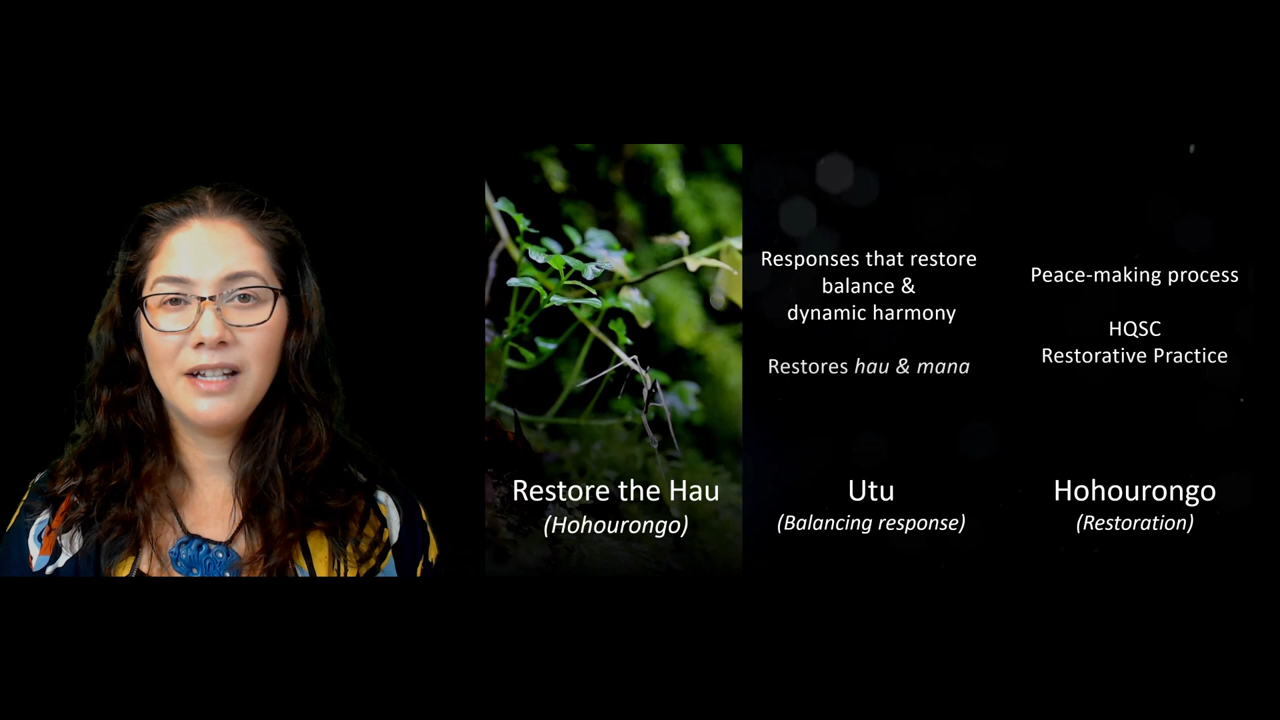 Restore the Hau
(Hohourongo)
Responses that restore
balance &
dynamic harmony
Restores hau & mana
Utu
(Balancing response)
Peace-making process
HQSC
Restorative Practice
Hohourongo
(Restoration)